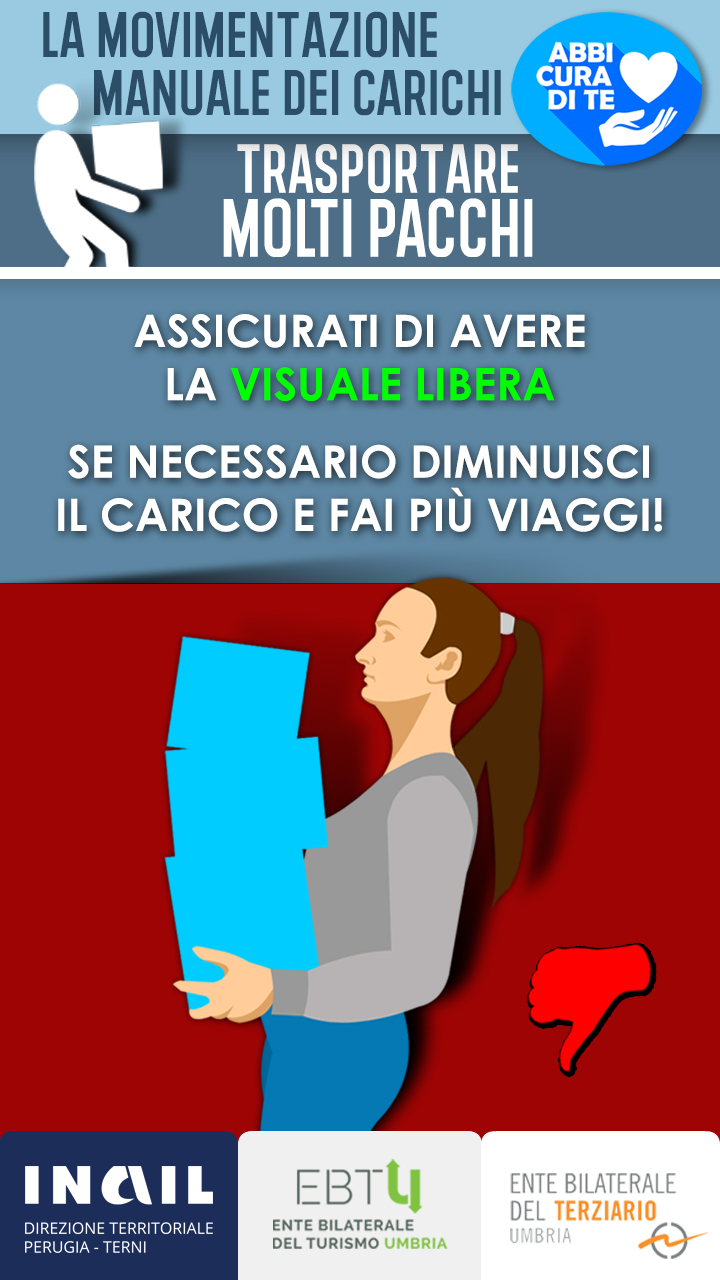 LA MOVIMENTAZIONE
MANUALE DEI CARICHI
ABBI
CURA
DI TE
TRASPORTARE
MOLTI PACCHI
ASSICURATI DI AVERE
LA VISUALE LIBERA
SE NECESSARIO DIMINUISCI
IL CARICO E FAI PIÙ VIAGGI!
INAIL
DIREZIONE TERRITORIALE
PERUGIA - TERNI
EBTU
ENTE BILATERALE
DEL TURISMO UMBRIA
ENTE BILATERALE
DEL TERZIARIO
UMBRIA